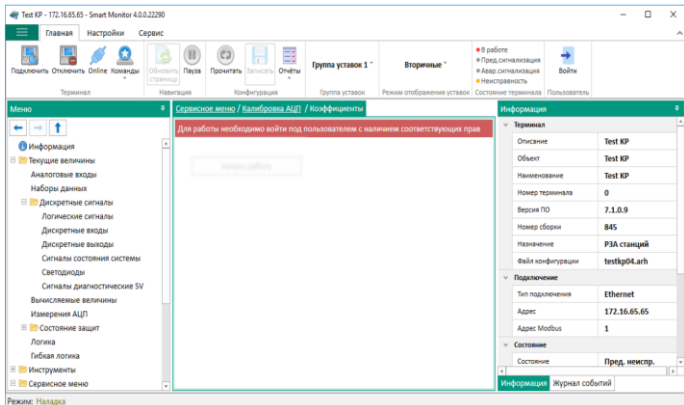 Test KP - 172.16.65.65 - Smart Monitor 4.0.0.22290
Главная Настройки Сервис
Подключить Отключить Online Команды
Терминал
Обновить страницу Пауза
Навигация
Прочитать Записать Отчёты
Конфигурация
Группа уставок 1
Группа уставок
Вторичные
Режим отображения уставок
В работе
Пред.сигнализация
Авар.сигнализация
Неисправность
Состояние терминала
Войти
Пользователь
Меню
Информация
Текущие величины
Аналоговые входы
Наборы данных
Дискретные сигналы
Логические сигналы
Дискретные входы
Дискретные выходы
Сигналы состояния системы
Светодиоды
Сигналы диагностические SV
Вычисляемые величины
Измерения АЦП
Состояние защит
Логика
Гибкая логика
Инструменты
Сервисное меню
Сервисное меню / Калибровка АЦП / Коэффициенты
Для работы необходимо войти под пользователем с наличием соответствующих прав
Начать работу
Информация
Терминал
Описание Test KP
Объект Test KP
Наименование Test KP
Номер терминала 0
Версия ПО 7.1.0.9
Номер сборки 845
Назначение РЗА станций
Файл конфигурации testkp04.arh
Подключение
Тип подключения Ethernet
Адрес 172.16.65.65
Адрес Modbus 1
Состояние
Состояние Пред. неиспр.
Информация Журнал событий
Режим: Наладка